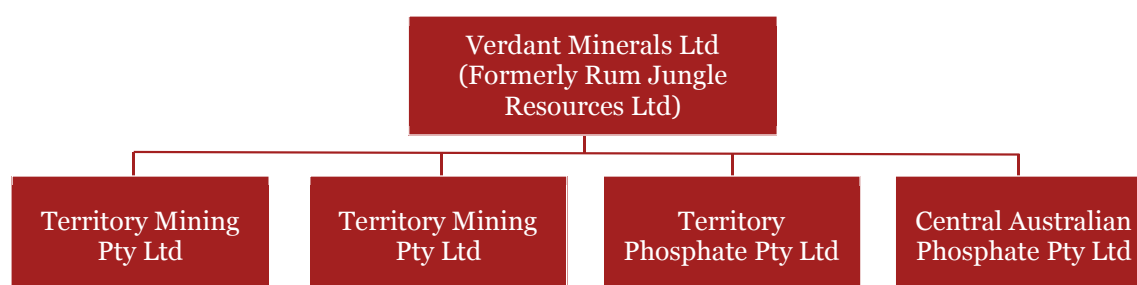 Verdant Minerals Ltd
(Formerly Rum Jungle
Resources Ltd)
Territory Mining
Pty Ltd
Territory Mining
Pty Ltd
Territory
Phosphate Pty Ltd
Central Australian
Phosphate Pty Ltd